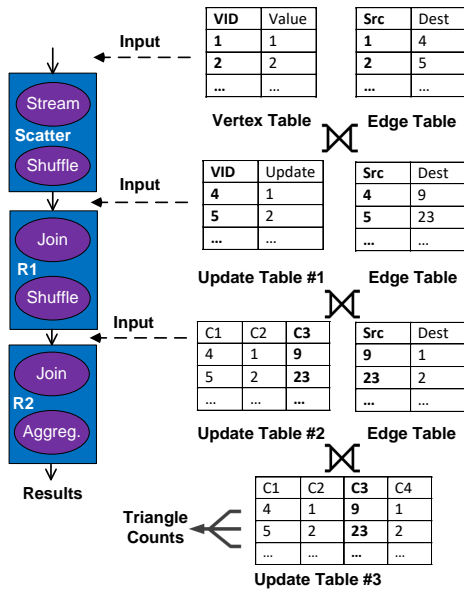 Input
VID Value
1 1
2 2
... ...
Vertex Table
Src Dest
1 4
2 5
... ...
Edge Table
Stream
Scatter
Shuffle
Input
VID Update
4 1
5 2
... ...
Update Table #1
Src Dest
4 9
5 23
... ...
Edge Table
Join
R1
Shuffle
Input
C1 C2 C3
4 1 9
5 2 23
... ... ...
Update Table #2
Src Dest
9 1
23 2
... ...
Edge Table
Join
R2
Aggreg.
Results
Triangle
Counts
C1 C2 C3 C4
4 1 9 1
5 2 23 2
... ... ... ...
Update Table #3